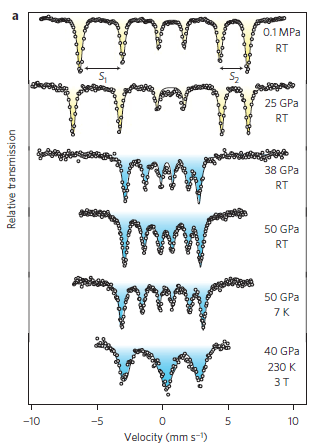 a
0.1 MPa
RT
S1
S2
25 GPa
RT
38 GPa
RT
50 GPa
RT
50 GPa
7 K
40 GPa
230 K
3 T
Relative transmission
−10 −5 0 5 10
Velocity (mm s⁻¹)